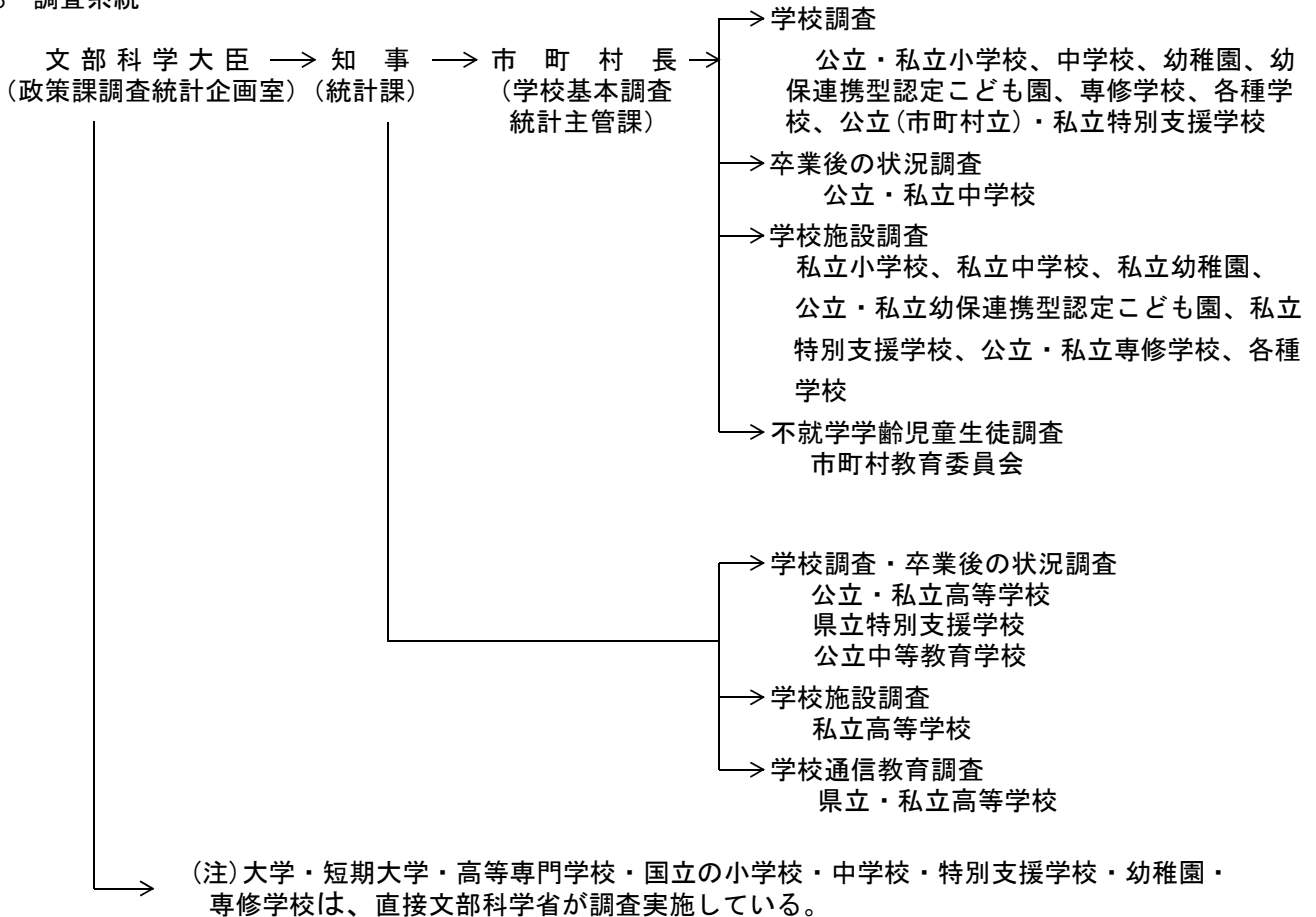 調査系統
学校調査
文部科学大臣 → 知事 → 市町村長 →
(政策課調査統計企画室) (統計課) (学校基本調査
統計主管課)
公立・私立小学校、中学校、幼稚園、幼
保連携型認定こども園、専修学校、各種学
校、公立(市町村立)・私立特別支援学校
卒業後の状況調査
公立・私立中学校
学校施設調査
私立小学校、私立中学校、私立幼稚園、
公立・私立幼保連携型認定こども園、私立
特別支援学校、公立・私立専修学校、各種
学校
不就学学齢児童生徒調査
市町村教育委員会
学校調査・卒業後の状況調査
公立・私立高等学校
県立特別支援学校
公立中等教育学校
学校施設調査
私立高等学校
学校通信教育調査
県立・私立高等学校
(注)大学・短期大学・高等専門学校・国立の小学校・中学校・特別支援学校・幼稚園・
専修学校は、直接文部科学省が調査実施している。